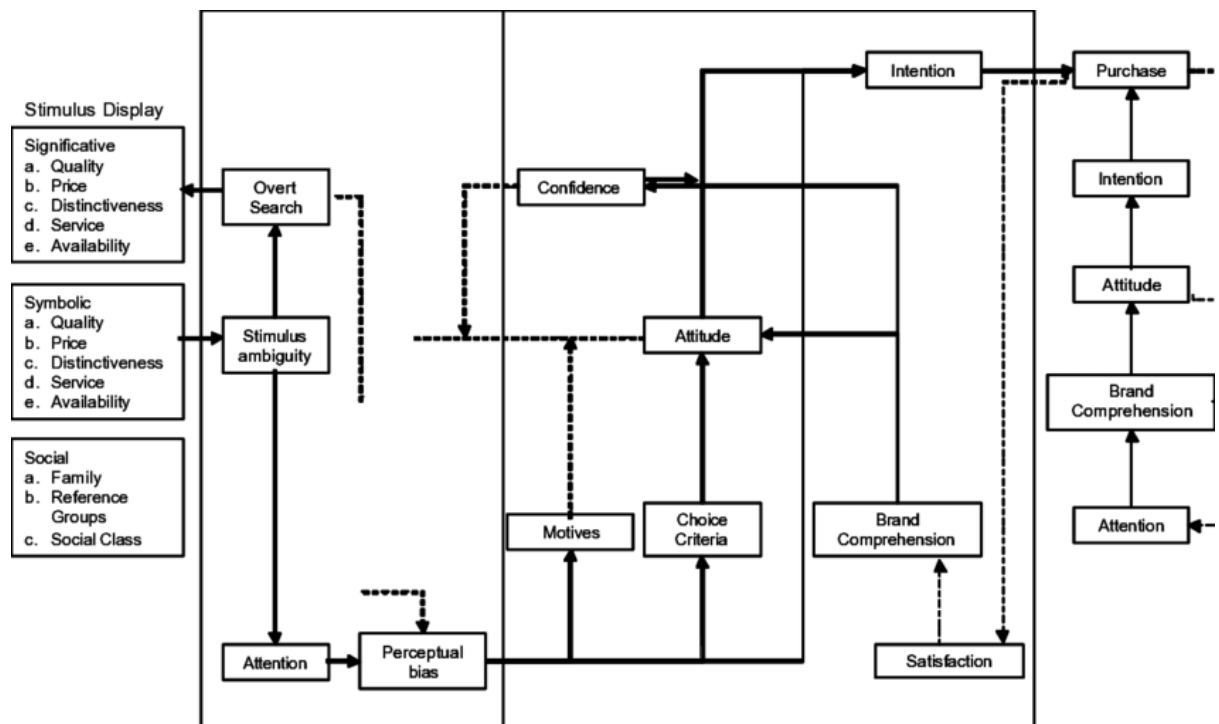 Stimulus Display
Significative
a. Quality
b. Price
c. Distinctiveness
d. Service
e. Availability
Symbolic
a. Quality
b. Price
c. Distinctiveness
d. Service
e. Availability
Social
a. Family
b. Reference
Groups
c. Social Class
Overt
Search
Stimulus
ambiguity
Attention
Perceptual
bias
Confidence
Attitude
Motives
Choice
Criteria
Intention
Brand
Comprehension
Satisfaction
Purchase
Intention
Attitude
Brand
Comprehension
Attention